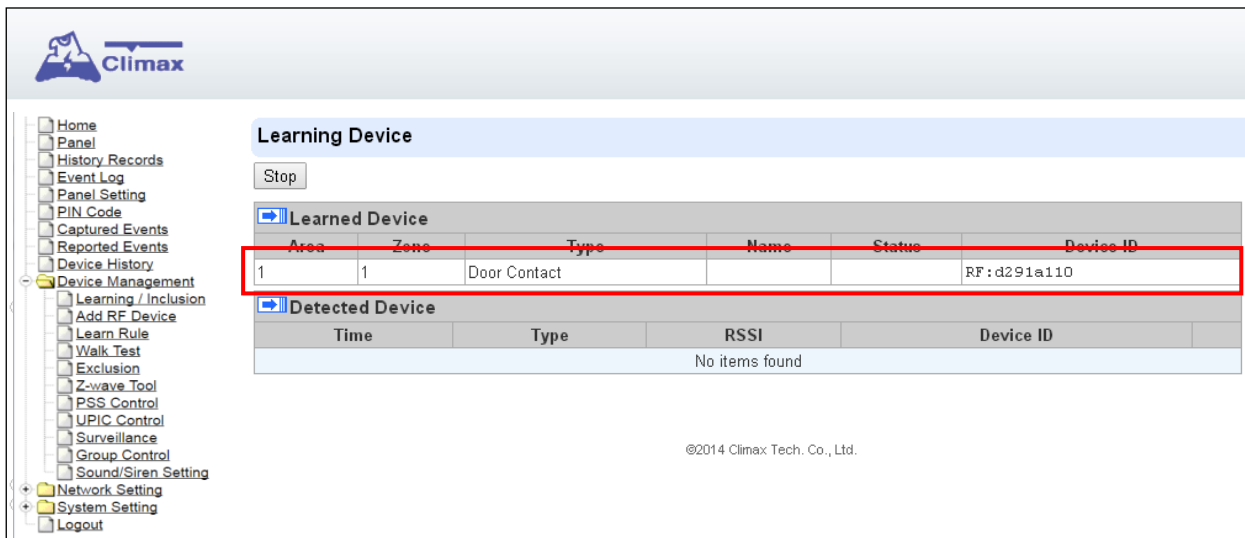 Climax
Home
Panel
History Records
Event Log
Panel Setting
PIN Code
Captured Events
Reported Events
Device History
Device Management
Learning / Inclusion
Add RF Device
Learn Rule
Walk Test
Exclusion
Z-wave Tool
PSS Control
UPIC Control
Surveillance
Group Control
Sound/Siren Setting
Network Setting
System Setting
Logout
Learning Device
Stop
Learned Device
Area Zone Type Name Status Device ID
1 1 Door Contact RF:d291a110
Detected Device
Time Type RSSI Device ID
No items found
©2014 Climax Tech. Co., Ltd.